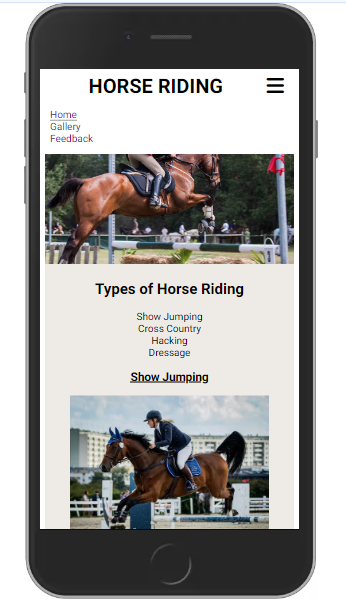 HORSE RIDING
Home
Gallery
Feedback
Types of Horse Riding
Show Jumping
Cross Country
Hacking
Dressage
Show Jumping